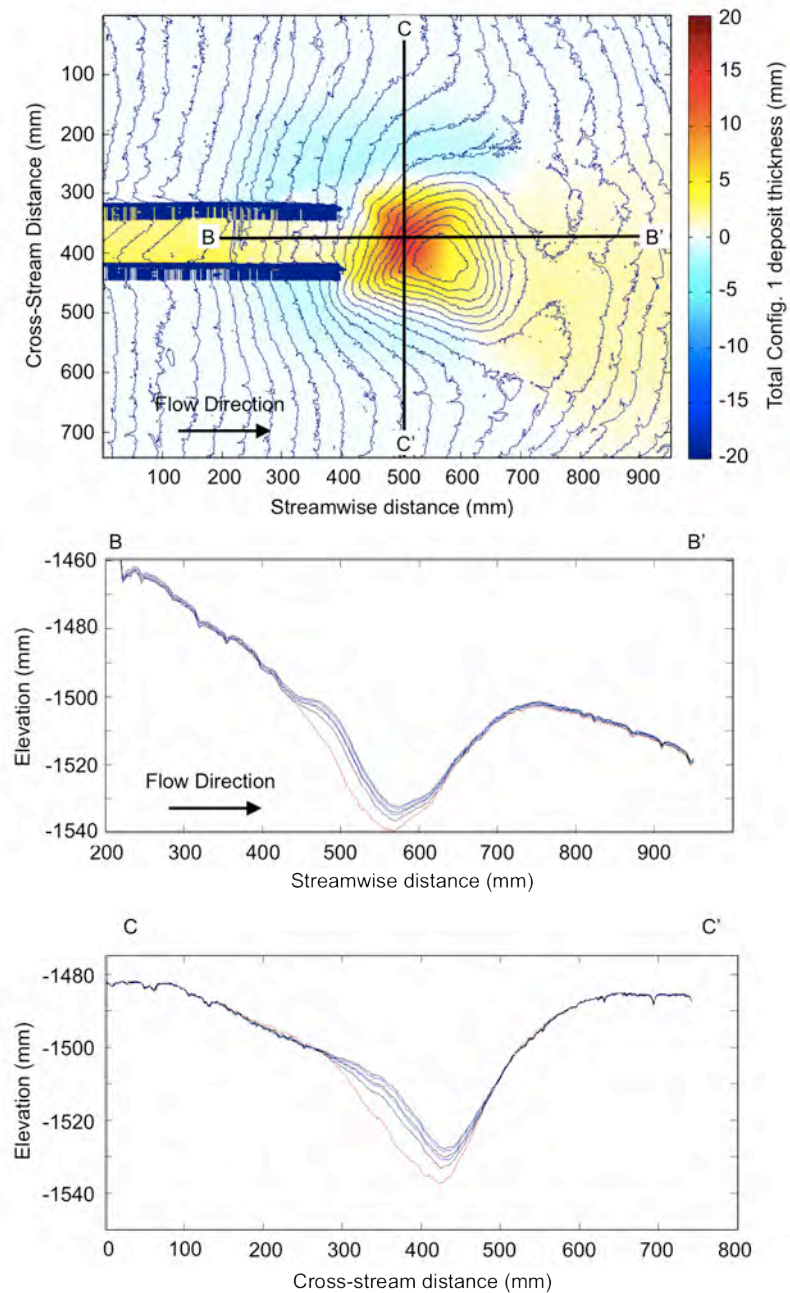 C
100
200
300
400
500
600
700
Cross-Stream Distance (mm)
B
B'
Flow Direction
C'
100 200 300 400 500 600 700 800 900
Streamwise distance (mm)
20
15
10
5
0
-5
-10
-15
-20
Total Config. 1 deposit thickness (mm)
B B'
-1460
-1480
-1500
-1520
-1540
Elevation (mm)
Flow Direction
200 300 400 500 600 700 800 900
Streamwise distance (mm)
C C'
-1480
-1500
-1520
-1540
-1550
Elevation (mm)
0 100 200 300 400 500 600 700 800
Cross-stream distance (mm)